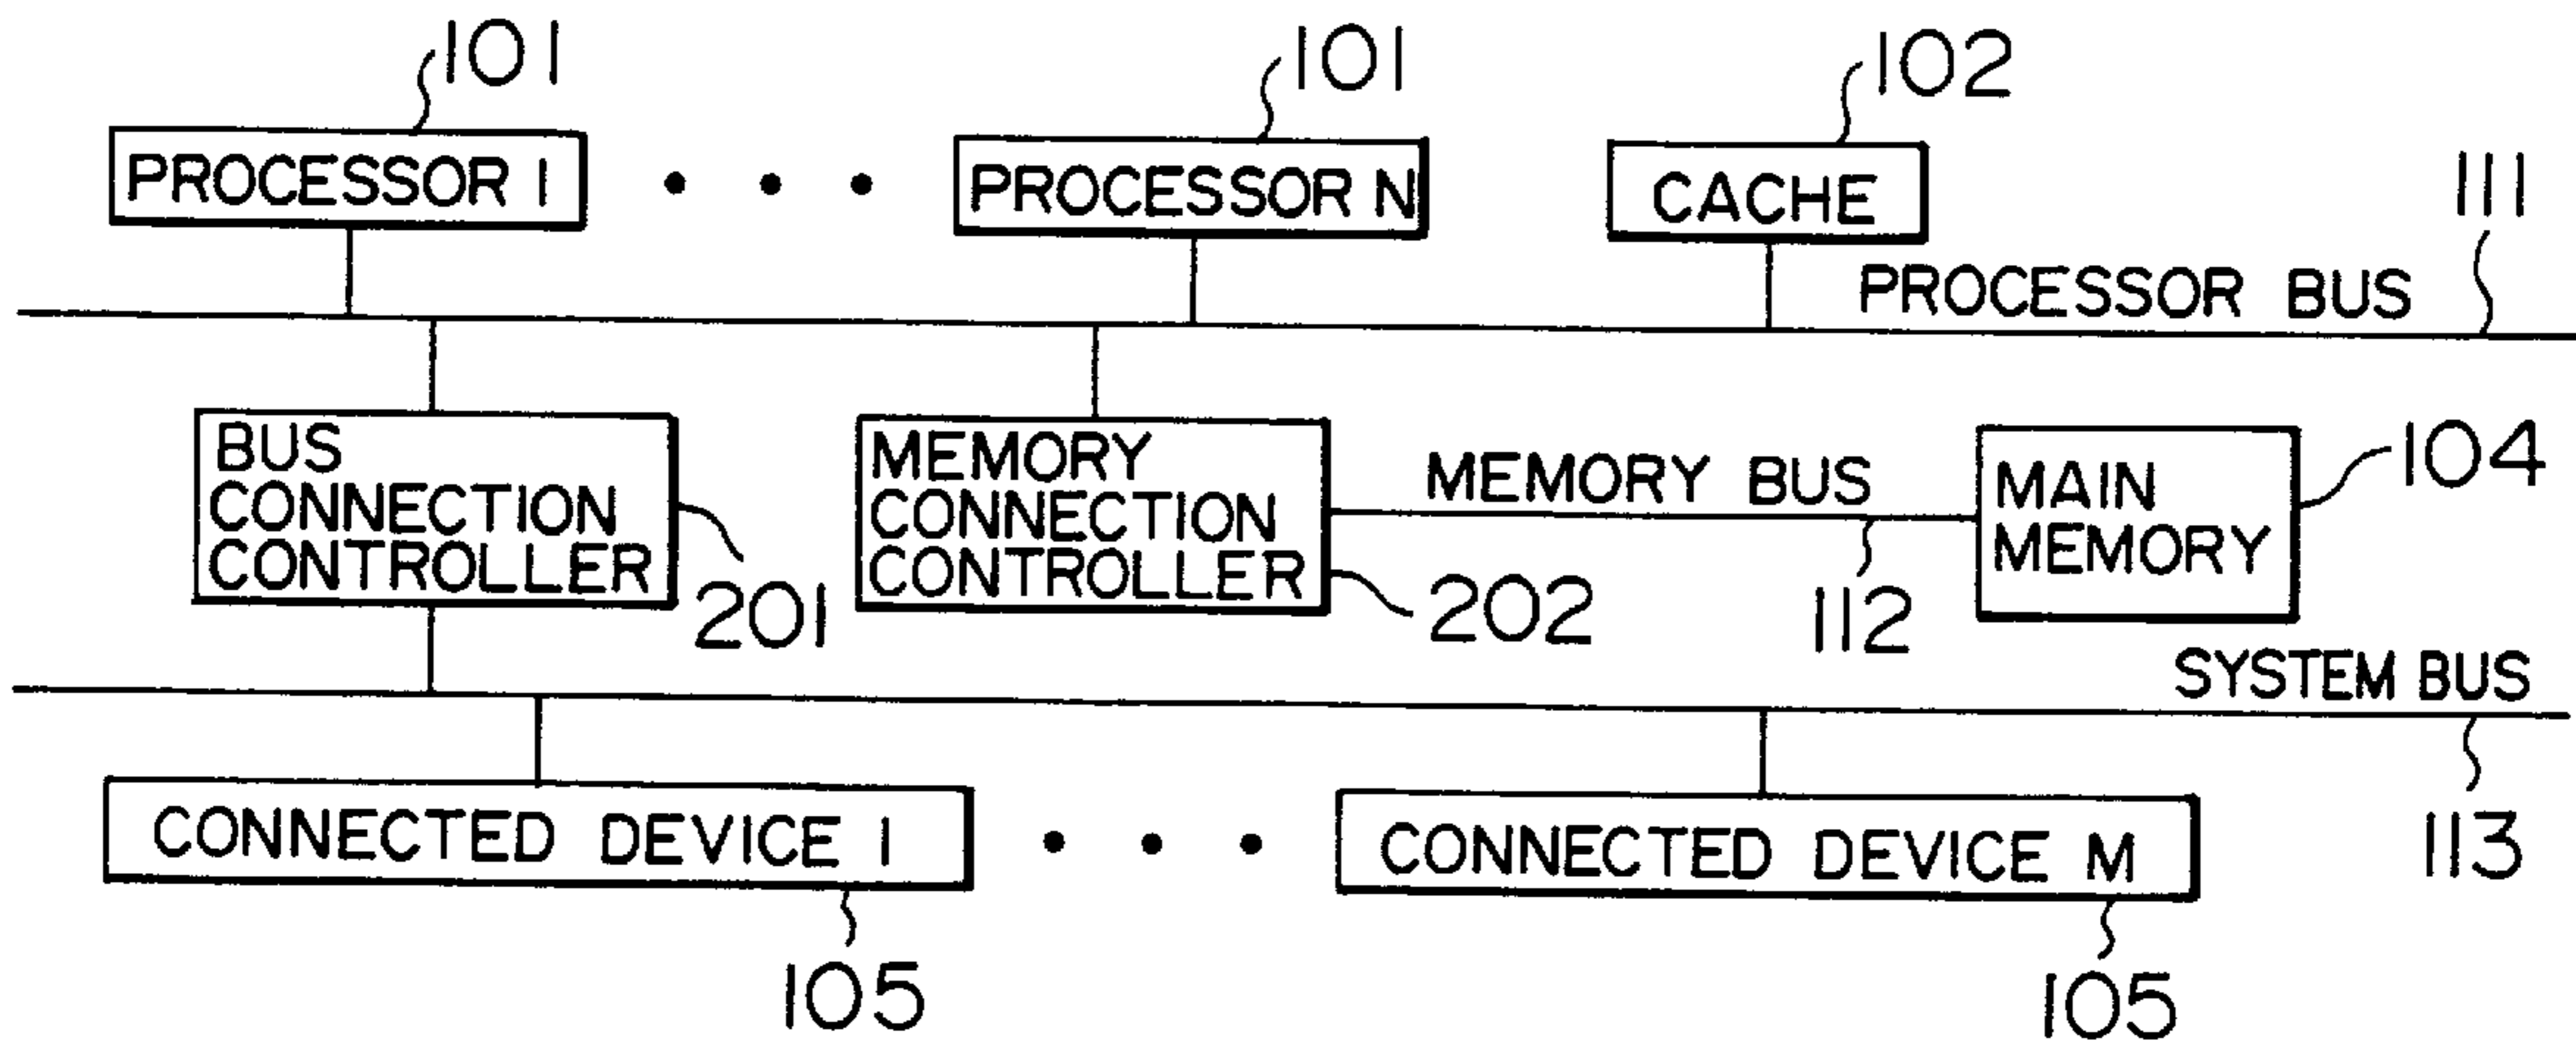 101
101
102
PROCESSOR 1
PROCESSOR N
CACHE
111
PROCESSOR BUS
BUS
CONNECTION
CONTROLLER
201
MEMORY
CONNECTION
CONTROLLER
202
MEMORY BUS
112
MAIN
MEMORY
104
SYSTEM BUS
113
CONNECTED DEVICE 1
CONNECTED DEVICE M
105
105